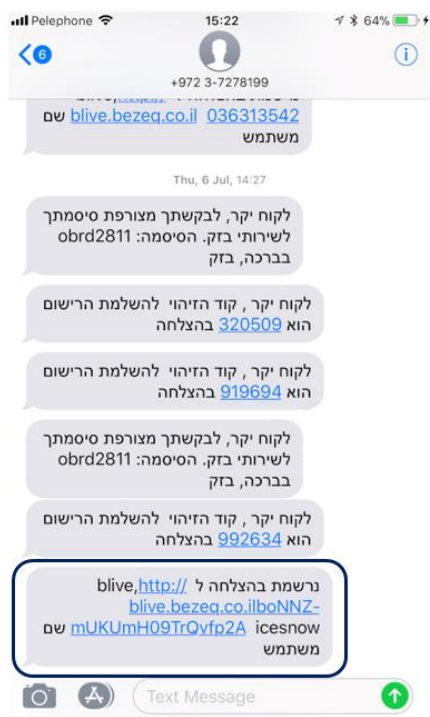 Pelephone 15:22 64%
6
+972 3-7278199
blive.bezeq.co.il 036313542 שם
משתמש
Thu, 6 Jul, 14:27
לקוח יקר, לבקשתך מצורפת סיסמתך
לשירותי בזק. הסיסמה: obrd2811
בברכה, בזק
לקוח יקר , קוד הזיהוי להשלמת הרישום
הוא 320509 בהצלחה
לקוח יקר , קוד הזיהוי להשלמת הרישום
הוא 919694 בהצלחה
לקוח יקר, לבקשתך מצורפת סיסמתך
לשירותי בזק. הסיסמה: obrd2811
בברכה, בזק
לקוח יקר , קוד הזיהוי להשלמת הרישום
הוא 992634 בהצלחה
נרשמת בהצלחה ל blive,http://
blive.bezeq.co.ilboNNZ-
mUKUmH09TrQvfp2A icesnow שם
משתמש
Text Message